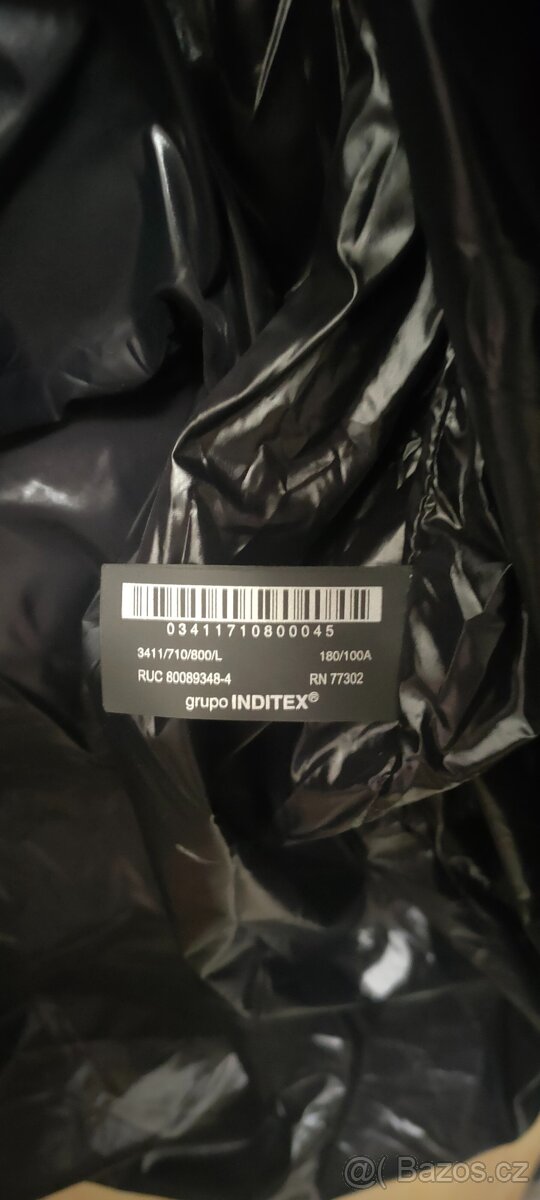 03411710800045
3411/710/800/L 180/100A
RUC 80089348-4 RN 77302
grupo INDITEX®
@( Bazos.cz